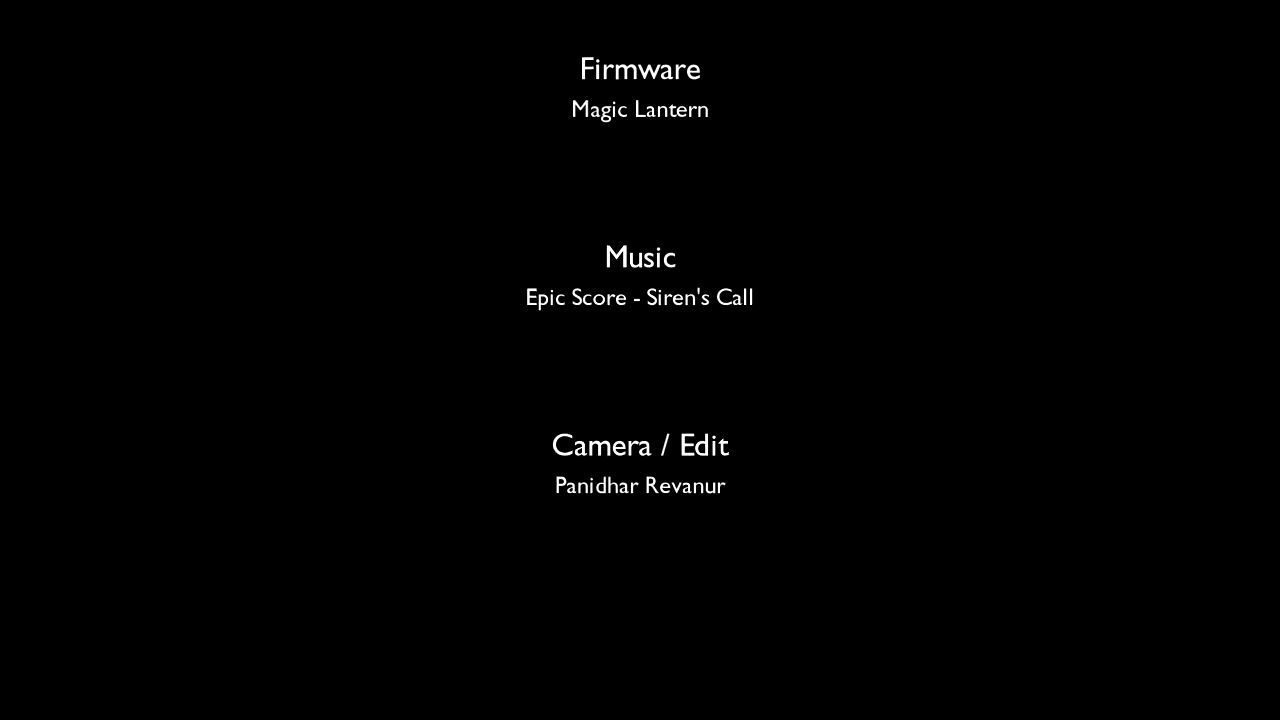 Firmware
Magic Lantern
Music
Epic Score - Siren's Call
Camera / Edit
Panidhar Revanur